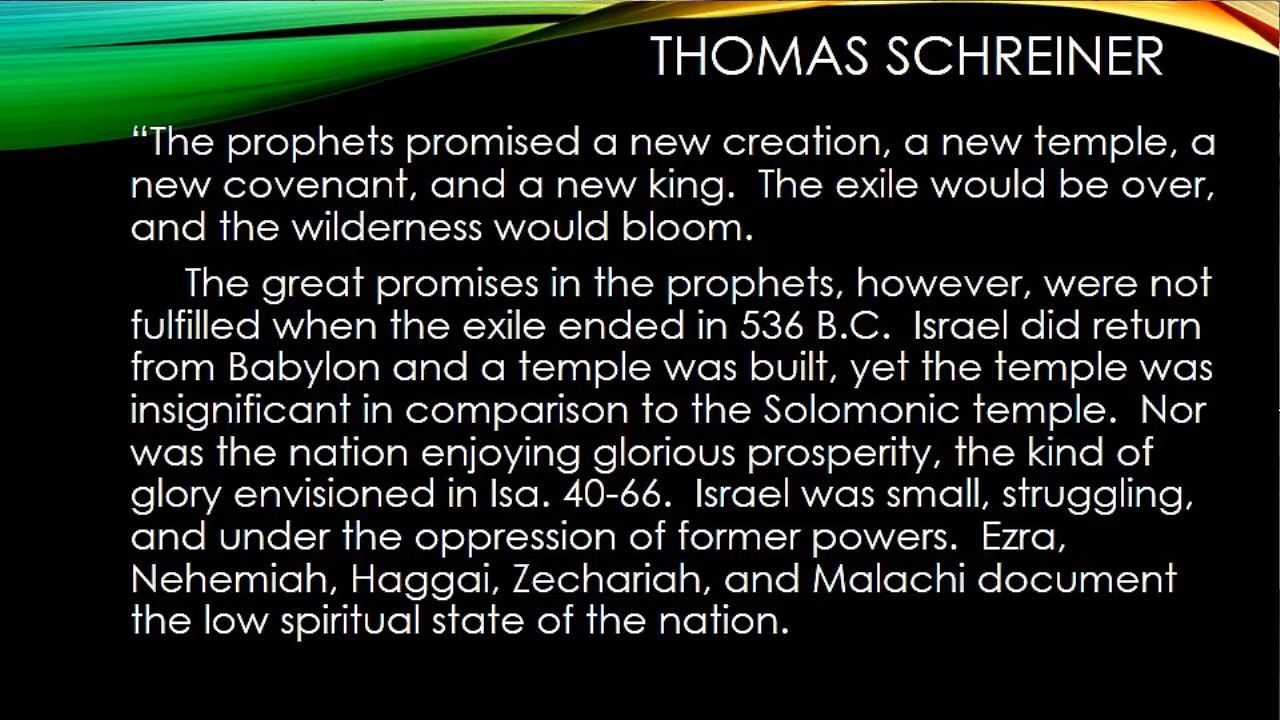 THOMAS SCHREINER
“The prophets promised a new creation, a new temple, a
new covenant, and a new king.  The exile would be over,
and the wilderness would bloom.
The great promises in the prophets, however, were not
fulfilled when the exile ended in 536 B.C.  Israel did return
from Babylon and a temple was built, yet the temple was
insignificant in comparison to the Solomonic temple.  Nor
was the nation enjoying glorious prosperity, the kind of
glory envisioned in Isa. 40-66.  Israel was small, struggling,
and under the oppression of former powers.  Ezra,
Nehemiah, Haggai, Zechariah, and Malachi document
the low spiritual state of the nation.